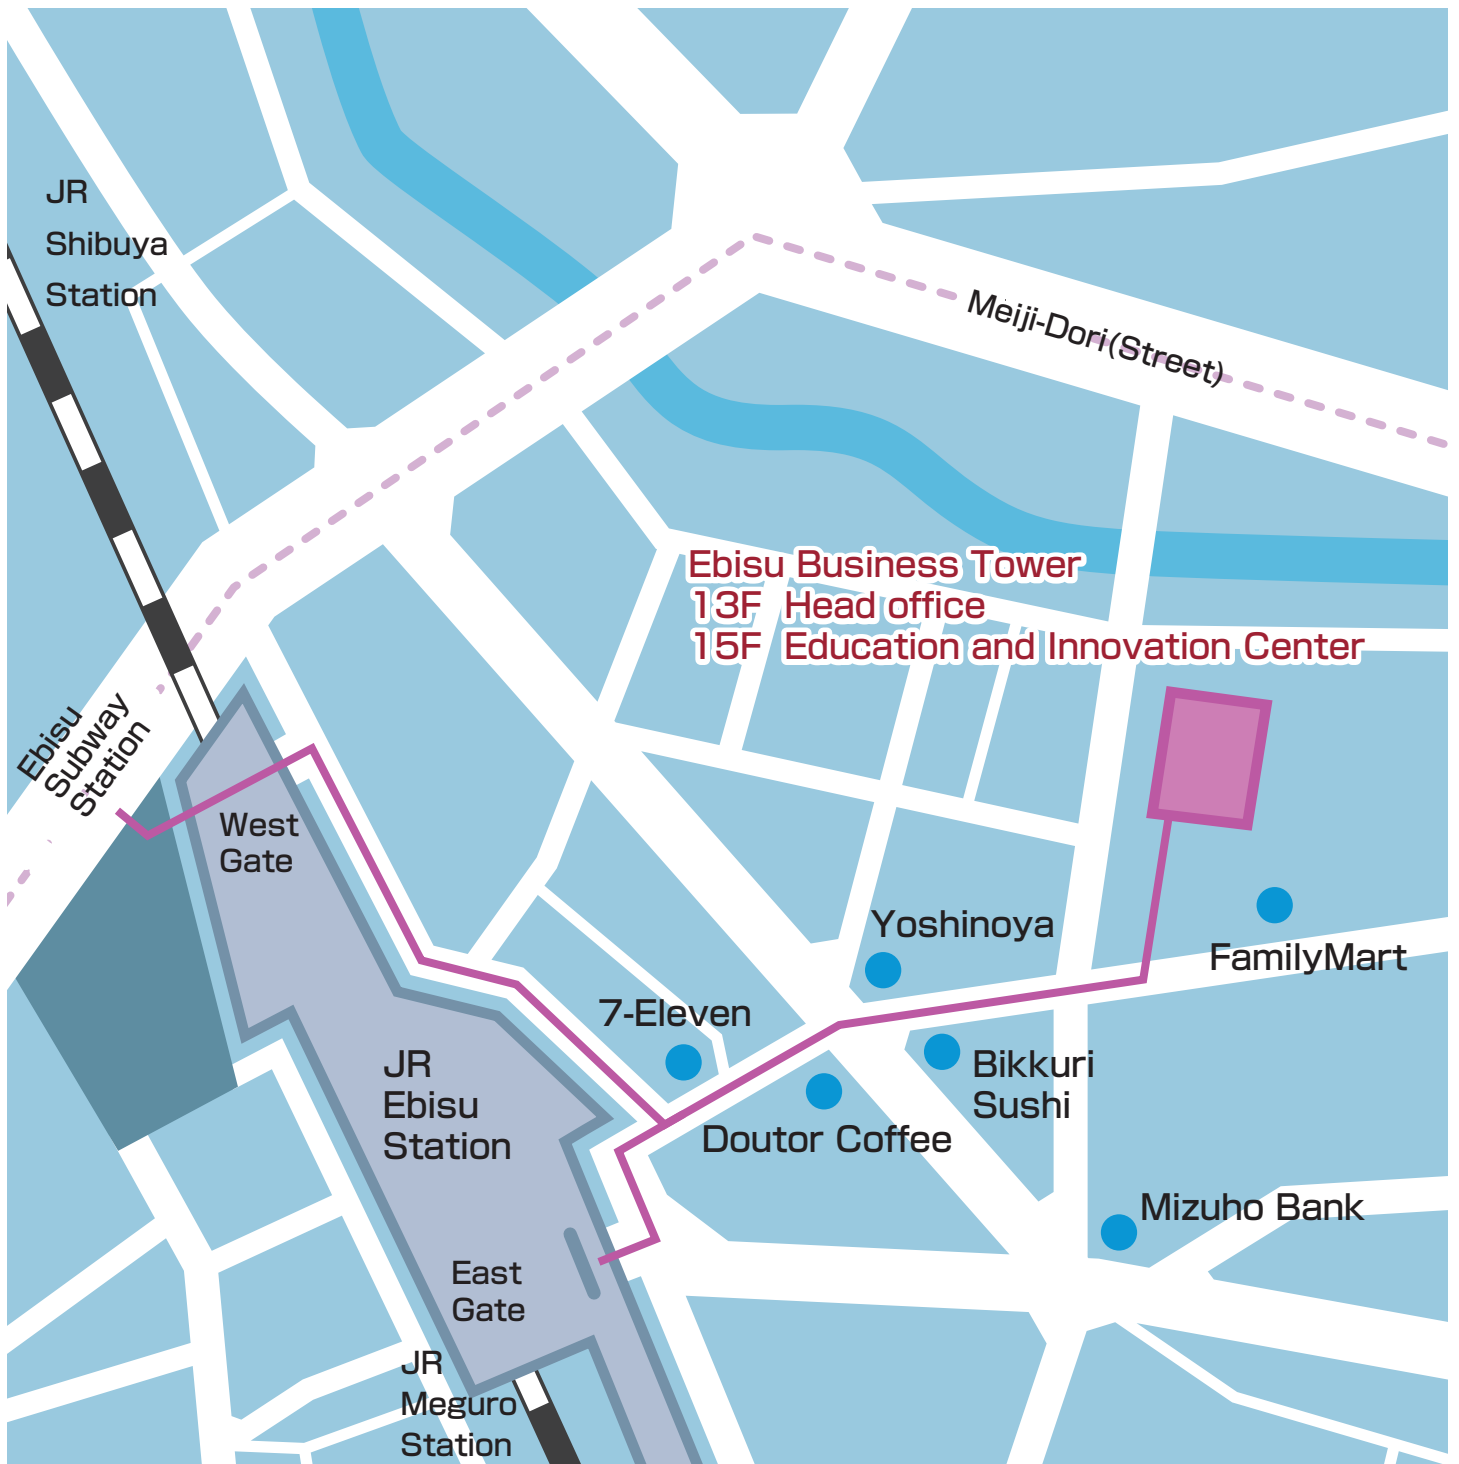 JR
Shibuya
Station
Meiji-Dori(Street)
Ebisu Business Tower
13F Head office
15F Education and Innovation Center
Ebisu
Subway
Station
West
Gate
Yoshinoya
FamilyMart
7-Eleven
JR
Ebisu
Station
Bikkuri
Sushi
Doutor Coffee
Mizuho Bank
East
Gate
JR
Meguro
Station